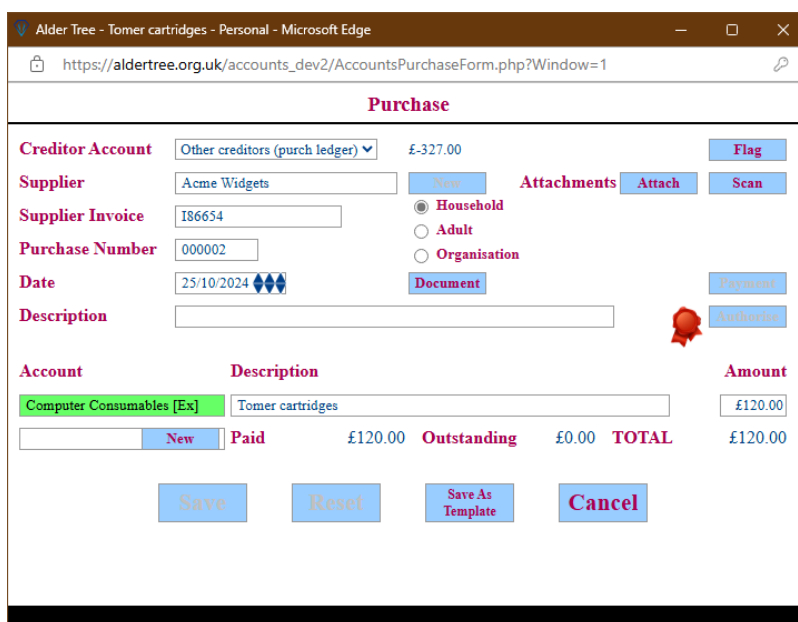 Alder Tree - Tomer cartridges - Personal - Microsoft Edge
https://aldertree.org.uk/accounts_dev2/AccountsPurchaseForm.php?Window=1
Purchase
Creditor Account Other creditors (purch ledger) £-327.00 Flag
Supplier Acme Widgets New Attachments Attach Scan
Supplier Invoice I86654 Household
Adult
Purchase Number 000002 Organisation
Date 25/10/2024 Document Payment
Description Authorise
Account Description Amount
Computer Consumables [Ex] Tomer cartridges £120.00
New Paid £120.00 Outstanding £0.00 TOTAL £120.00
Save Reset Save As Template Cancel